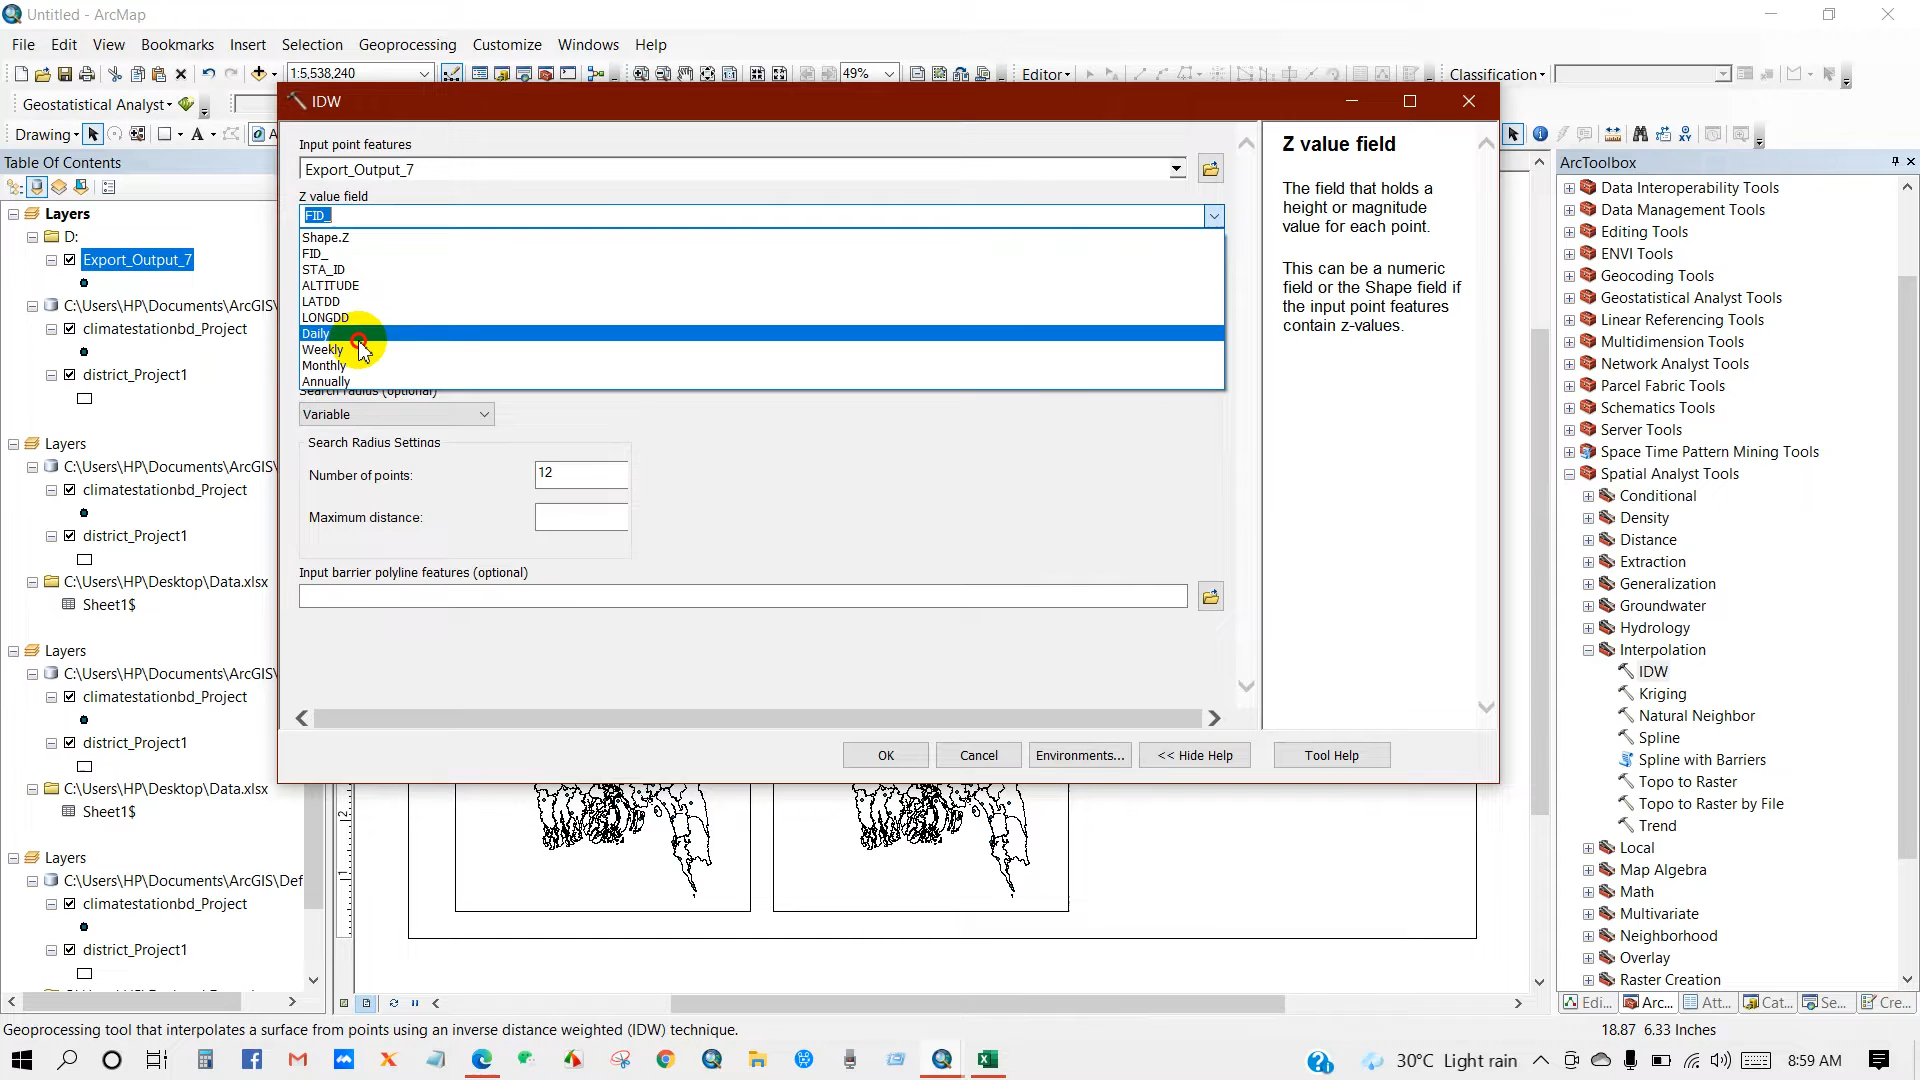 Untitled - ArcMap
File Edit View Bookmarks Insert Selection Geoprocessing Customize Windows Help
1:5,538,240
49%
Editor
Classification
Geostatistical Analyst
Drawing
A
IDW
Table Of Contents
Layers
D:
Export_Output_7
C:\Users\HP\Documents\ArcGIS\
climatestationbd_Project
district_Project1
Layers
C:\Users\HP\Documents\ArcGIS\
climatestationbd_Project
district_Project1
C:\Users\HP\Desktop\Data.xlsx
Sheet1$
Layers
C:\Users\HP\Documents\ArcGIS\
climatestationbd_Project
district_Project1
C:\Users\HP\Desktop\Data.xlsx
Sheet1$
Layers
C:\Users\HP\Documents\ArcGIS\Def
climatestationbd_Project
district_Project1
Input point features
Export_Output_7
Z value field
FID_
Shape.Z
FID_
STA_ID
ALTITUDE
LATDD
LONGDD
Daily
Weekly
Monthly
Annually
Search radius (optional)
Variable
Search Radius Settings
Number of points:
12
Maximum distance:
Input barrier polyline features (optional)
OK
Cancel
Environments...
<< Hide Help
Tool Help
Z value field
The field that holds a
height or magnitude
value for each point.
This can be a numeric
field or the Shape field if
the input point features
contain z-values.
ArcToolbox
Data Interoperability Tools
Data Management Tools
Editing Tools
ENVI Tools
Geocoding Tools
Geostatistical Analyst Tools
Linear Referencing Tools
Multidimension Tools
Network Analyst Tools
Parcel Fabric Tools
Schematics Tools
Server Tools
Space Time Pattern Mining Tools
Spatial Analyst Tools
Conditional
Density
Distance
Extraction
Generalization
Groundwater
Hydrology
Interpolation
IDW
Kriging
Natural Neighbor
Spline
Spline with Barriers
Topo to Raster
Topo to Raster by File
Trend
Local
Map Algebra
Math
Multivariate
Neighborhood
Overlay
Raster Creation
Edi... Arc... Att... Cat... Se... Cre...
2
1
Geoprocessing tool that interpolates a surface from points using an inverse distance weighted (IDW) technique.
18.87 6.33 Inches
30°C Light rain
8:59 AM